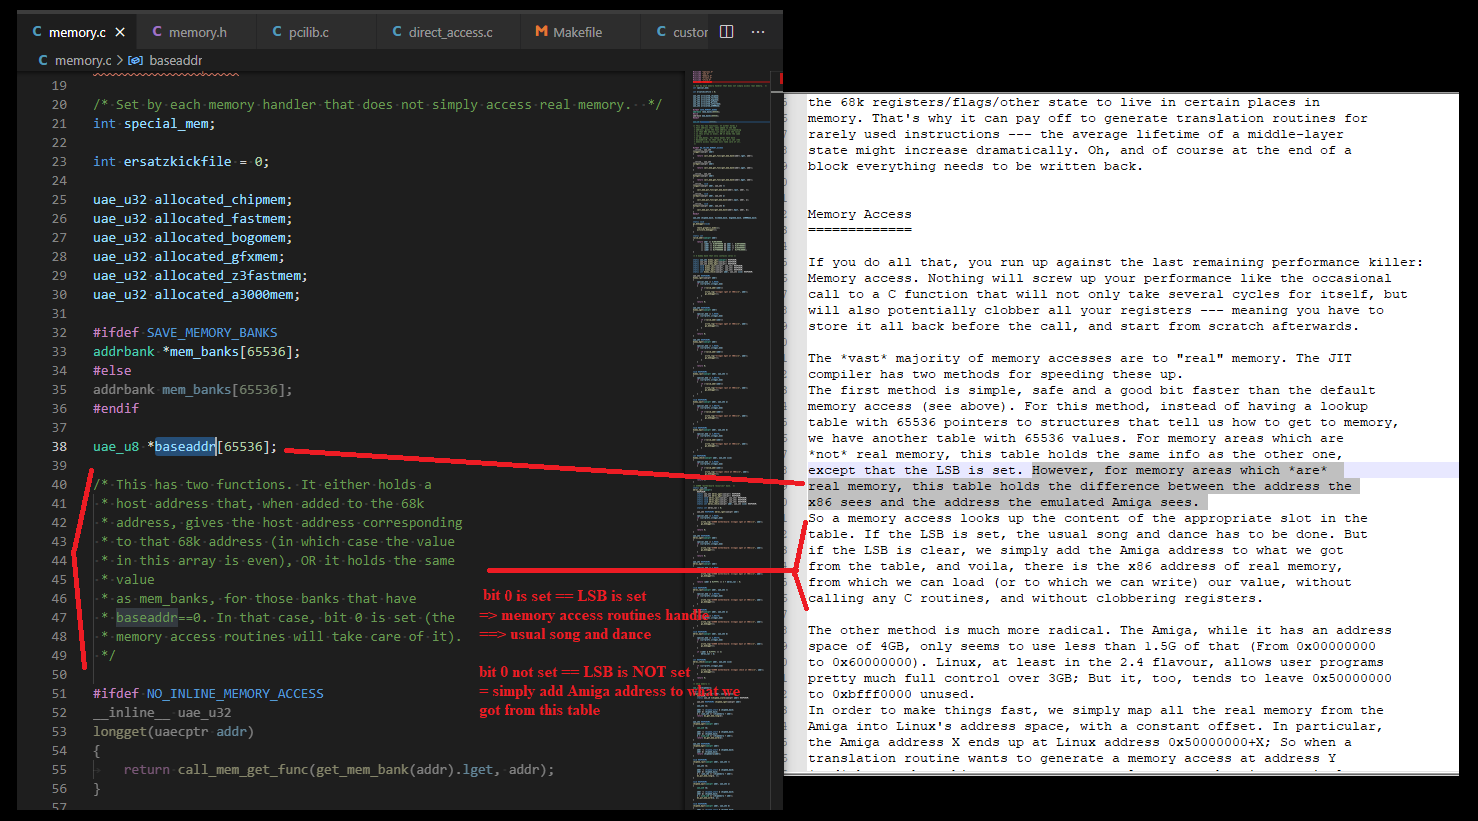 memory.c
memory.h
pcilib.c
direct_access.c
Makefile
custor
memory.c > baseaddr
19
20 /* Set by each memory handler that does not simply access real memory.  */
21 int special_mem;
22
23 int ersatzkickfile = 0;
24
25 uae_u32 allocated_chipmem;
26 uae_u32 allocated_fastmem;
27 uae_u32 allocated_bogomem;
28 uae_u32 allocated_gfxmem;
29 uae_u32 allocated_z3fastmem;
30 uae_u32 allocated_a3000mem;
31
32 #ifdef SAVE_MEMORY_BANKS
33 addrbank *mem_banks[65536];
34 #else
35 addrbank mem_banks[65536];
36 #endif
37
38 uae_u8 *baseaddr[65536];
39
40 /* This has two functions. It either holds a
41  * host address that, when added to the 68k
42  * address, gives the host address corresponding
43  * to that 68k address (in which case the value
44  * in this array is even), OR it holds the same
45  * value
46  * as mem_banks, for those banks that have
47  * baseaddr==0. In that case, bit 0 is set (the
48  * memory access routines will take care of it).
49  */
50
51 #ifdef NO_INLINE_MEMORY_ACCESS
52 __inline__ uae_u32
53 longget(uaecptr addr)
54 {
55     return call_mem_get_func(get_mem_bank(addr).lget, addr);
56 }
57
bit 0 is set == LSB is set
=> memory access routines handle
==> usual song and dance
bit 0 not set == LSB is NOT set
= simply add Amiga address to what we
got from this table
the 68k registers/flags/other state to live in certain places in
memory. That's why it can pay off to generate translation routines for
rarely used instructions --- the average lifetime of a middle-layer
state might increase dramatically. Oh, and of course at the end of a
block everything needs to be written back.
Memory Access
=============
If you do all that, you run up against the last remaining performance killer:
Memory access. Nothing will screw up your performance like the occasional
call to a C function that will not only take several cycles for itself, but
will also potentially clobber all your registers --- meaning you have to
store it all back before the call, and start from scratch afterwards.
The *vast* majority of memory accesses are to "real" memory. The JIT
compiler has two methods for speeding these up.
The first method is simple, safe and a good bit faster than the default
memory access (see above). For this method, instead of having a lookup
table with 65536 pointers to structures that tell us how to get to memory,
we have another table with 65536 values. For memory areas which are
*not* real memory, this table holds the same info as the other one,
except that the LSB is set. However, for memory areas which *are*
real memory, this table holds the difference between the address the
x86 sees and the address the emulated Amiga sees.
So a memory access looks up the content of the appropriate slot in the
table. If the LSB is set, the usual song and dance has to be done. But
if the LSB is clear, we simply add the Amiga address to what we got
from the table, and voila, there is the x86 address of real memory,
from which we can load (or to which we can write) our value, without
calling any C routines, and without clobbering registers.
The other method is much more radical. The Amiga, while it has an address
space of 4GB, only seems to use less than 1.5G of that (From 0x00000000
to 0x60000000). Linux, at least in the 2.4 flavour, allows user programs
pretty much full control over 3GB; But it, too, tends to leave 0x50000000
to 0xbfff0000 unused.
In order to make things fast, we simply map all the real memory from the
Amiga into Linux's address space, with a constant offset. In particular,
the Amiga address X ends up at Linux address 0x50000000+X; So when a
translation routine wants to generate a memory access at address Y